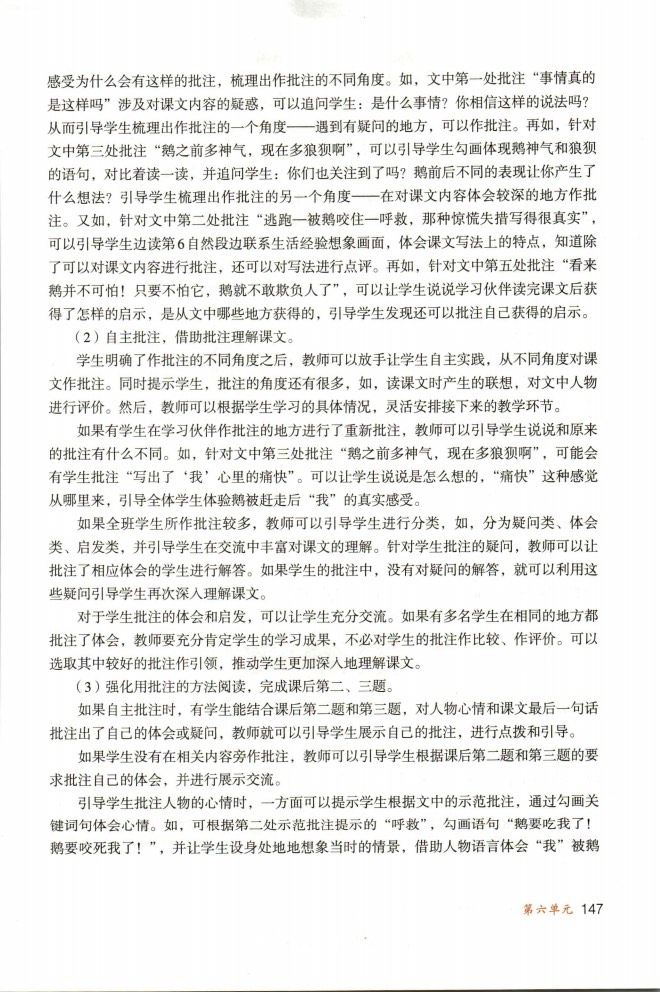 感受为什么会有这样的批注，梳理出作批注的不同角度。如，文中第一处批注“事情真的
是这样吗”涉及对课文内容的疑惑，可以追问学生：是什么事情？你相信这样的说法吗？
从而引导学生梳理出作批注的一个角度——遇到有疑问的地方，可以作批注。再如，针对
文中第三处批注“鹅之前多神气，现在多狼狈啊”，可以引导学生勾画体现鹅神气和狼狈
的语句，对比着读一读，并追问学生：你们也关注到了吗？鹅前后不同的表现让你产生了
什么想法？引导学生梳理出作批注的另一个角度——在对课文内容体会较深的地方作批
注。又如，针对文中第二处批注“逃跑—被鹅咬住—呼救，那种惊慌失措写得很真实”，
可以引导学生边读第6自然段边联系生活经验想象画面，体会课文写法上的特点，知道除
了可以对课文内容进行批注，还可以对写法进行点评。再如，针对文中第五处批注“看来
鹅并不可怕！只要不怕它，鹅就不敢欺负人了”，可以让学生说说学习伙伴读完课文后获
得了怎样的启示，是从文中哪些地方获得的，引导学生发现还可以批注自己获得的启示。
（2）自主批注，借助批注理解课文。
学生明确了作批注的不同角度之后，教师可以放手让学生自主实践，从不同角度对课
文作批注。同时提示学生，批注的角度还有很多，如，读课文时产生的联想，对文中人物
进行评价。然后，教师可以根据学生学习的具体情况，灵活安排接下来的教学环节。
如果有学生在学习伙伴作批注的地方进行了重新批注，教师可以引导学生说说和原来
的批注有什么不同。如，针对文中第三处批注“鹅之前多神气，现在多狼狈啊”，可能会
有学生批注“写出了‘我’心里的痛快”。可以让学生说说是怎么想的，“痛快”这种感觉
从哪里来，引导全体学生体验鹅被赶走后“我”的真实感受。
如果全班学生所作批注较多，教师可以引导学生进行分类，如，分为疑问类、体会
类、启发类，并引导学生在交流中丰富对课文的理解。针对学生批注的疑问，教师可以让
批注了相应体会的学生进行解答。如果学生的批注中，没有对疑问的解答，就可以利用这
些疑问引导学生再次深入理解课文。
对于学生批注的体会和启发，可以让学生充分交流。如果有多名学生在相同的地方都
批注了体会，教师要充分肯定学生的学习成果，不必对学生的批注作比较、作评价。可以
选取其中较好的批注作引领，推动学生更加深入地理解课文。
（3）强化用批注的方法阅读，完成课后第二、三题。
如果自主批注时，有学生能结合课后第二题和第三题，对人物心情和课文最后一句话
批注出了自己的体会或疑问，教师就可以引导学生展示自己的批注，进行点拨和引导。
如果学生没有在相关内容旁作批注，教师可以引导学生根据课后第二题和第三题的要
求批注自己的体会，并进行展示交流。
引导学生批注人物的心情时，一方面可以提示学生根据文中的示范批注，通过勾画关
键词句体会心情。如，可根据第二处示范批注提示的“呼救”，勾画语句“鹅要吃我了！
鹅要咬死我了！”，并让学生设身处地地想象当时的情景，借助人物语言体会“我”被鹅
第六单元 147